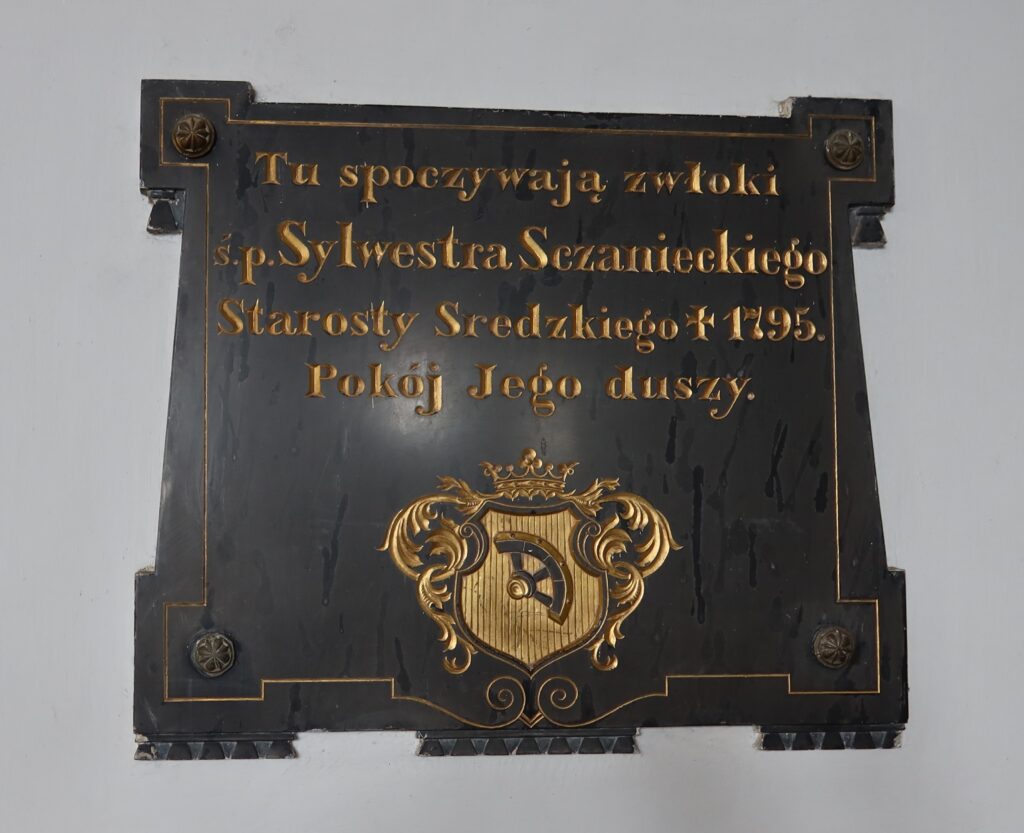 Tu spoczywają zwłoki
ś.p. Sylwestra Sczanieckiego
Starosty Sredzkiego ✝ 1795.
Pokój Jego duszy.